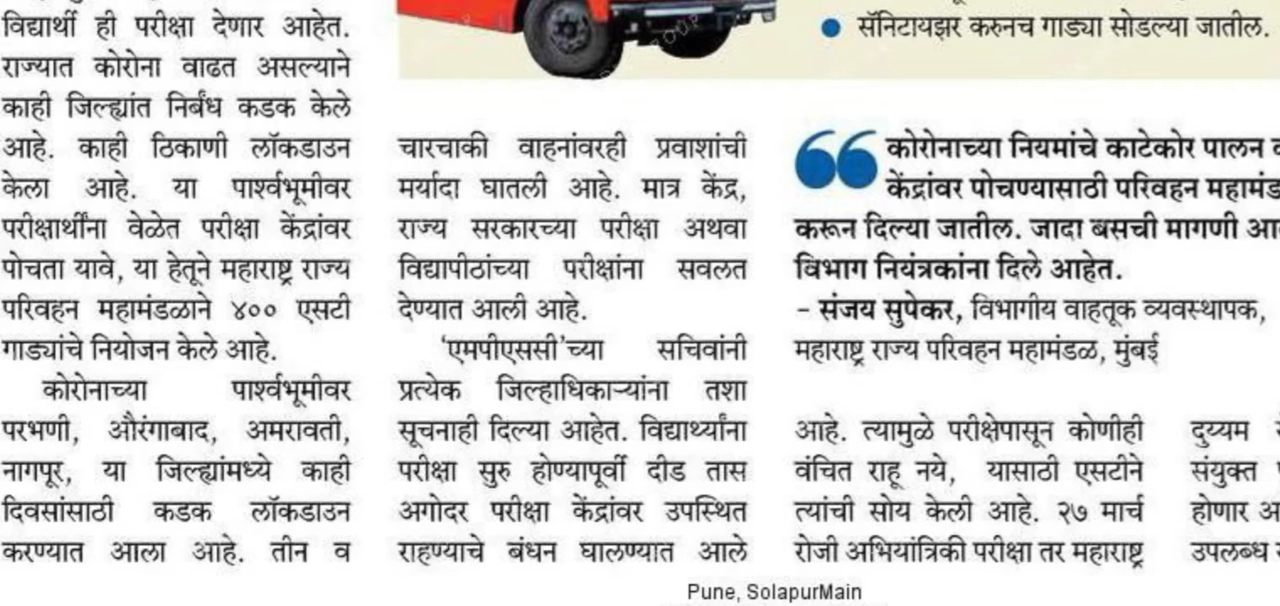 विद्यार्थी ही परीक्षा देणार आहेत.
राज्यात कोरोना वाढत असल्याने
काही जिल्ह्यांत निर्बंध कडक केले
आहे. काही ठिकाणी लॉकडाउन
केला आहे. या पार्श्वभूमीवर
परीक्षार्थींना वेळेत परीक्षा केंद्रांवर
पोचता यावे, या हेतूने महाराष्ट्र राज्य
परिवहन महामंडळाने ४०० एसटी
गाड्यांचे नियोजन केले आहे.
कोरोनाच्या पार्श्वभूमीवर
परभणी, औरंगाबाद, अमरावती,
नागपूर, या जिल्ह्यांमध्ये काही
दिवसांसाठी कडक लॉकडाउन
करण्यात आला आहे. तीन व
चारचाकी वाहनांवरही प्रवाशांची
मर्यादा घातली आहे. मात्र केंद्र,
राज्य सरकारच्या परीक्षा अथवा
विद्यापीठांच्या परीक्षांना सवलत
देण्यात आली आहे.
'एमपीएससी'च्या सचिवांनी
प्रत्येक जिल्हाधिकाऱ्यांना तशा
सूचनाही दिल्या आहेत. विद्यार्थ्यांना
परीक्षा सुरु होण्यापूर्वी दीड तास
अगोदर परीक्षा केंद्रांवर उपस्थित
राहण्याचे बंधन घालण्यात आले
● सॅनिटायझर करुनच गाड्या सोडल्या जातील.
❝ कोरोनाच्या नियमांचे काटेकोर पालन
केंद्रांवर पोचण्यासाठी परिवहन
करून दिल्या जातील. जादा बसची मागणी
विभाग नियंत्रकांना दिले आहेत.
- संजय सुपेकर, विभागीय वाहतूक व्यवस्थापक,
महाराष्ट्र राज्य परिवहन महामंडळ, मुंबई
आहे. त्यामुळे परीक्षेपासून कोणीही
वंचित राहू नये, यासाठी एसटीने
त्यांची सोय केली आहे. २७ मार्च
रोजी अभियांत्रिकी परीक्षा तर महाराष्ट्र
दुय्यम
संयुक्त
होणार
उपलब्ध
Pune, SolapurMain